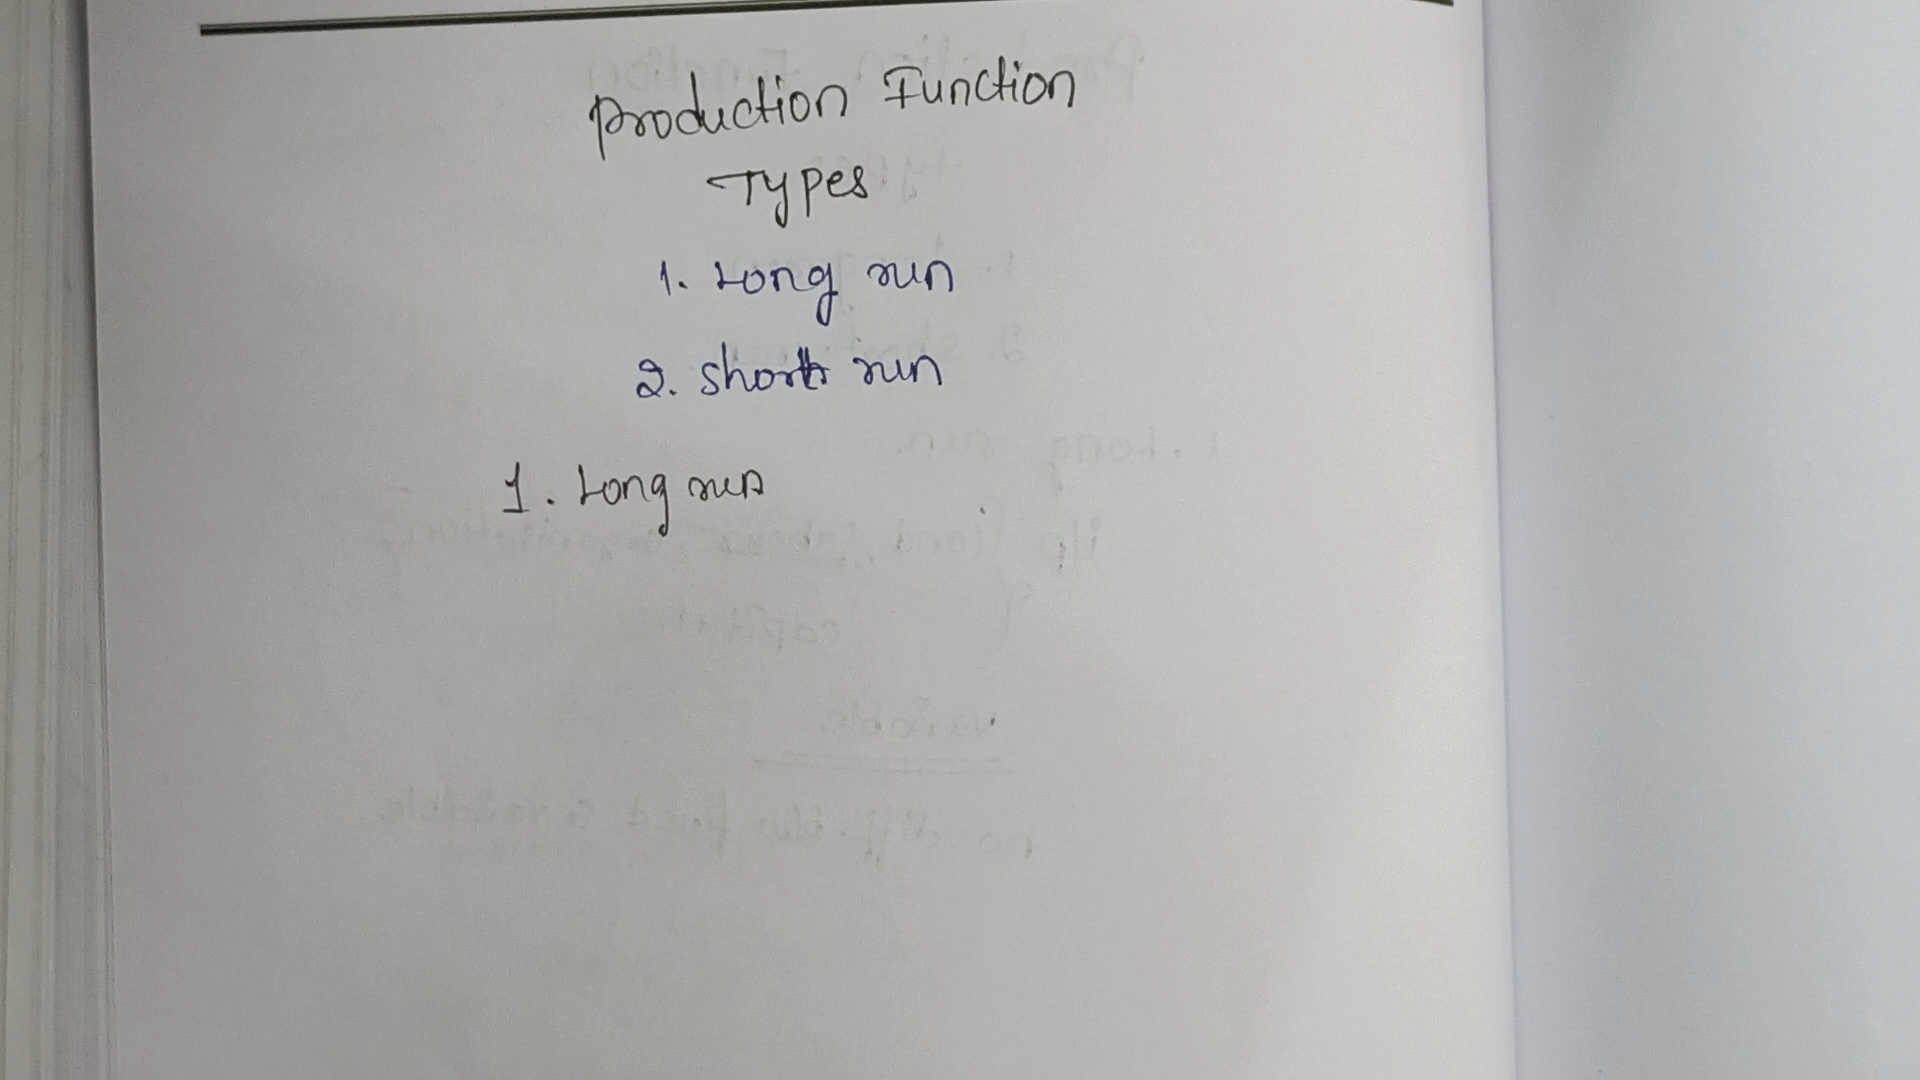 Production Function
Types
1. Long run
2. short run
1. Long run